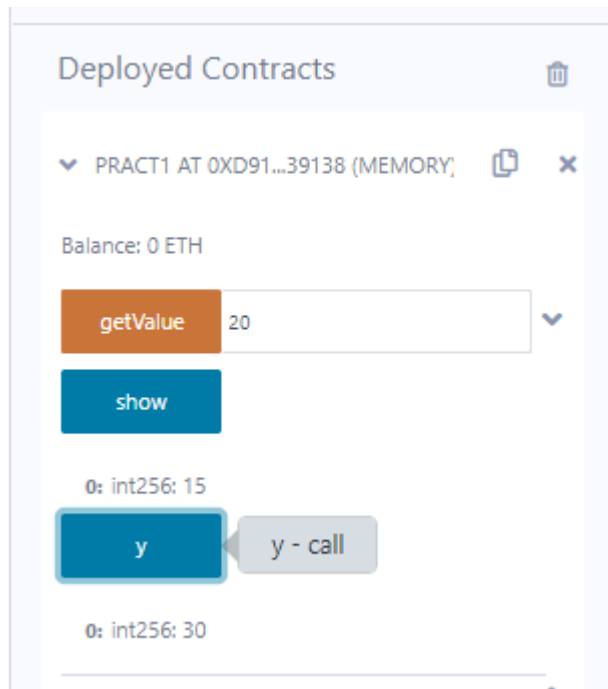 Deployed Contracts
PRACT1 AT 0XD91...39138 (MEMORY)
Balance: 0 ETH
getValue 20
show
0: int256: 15
y y - call
0: int256: 30